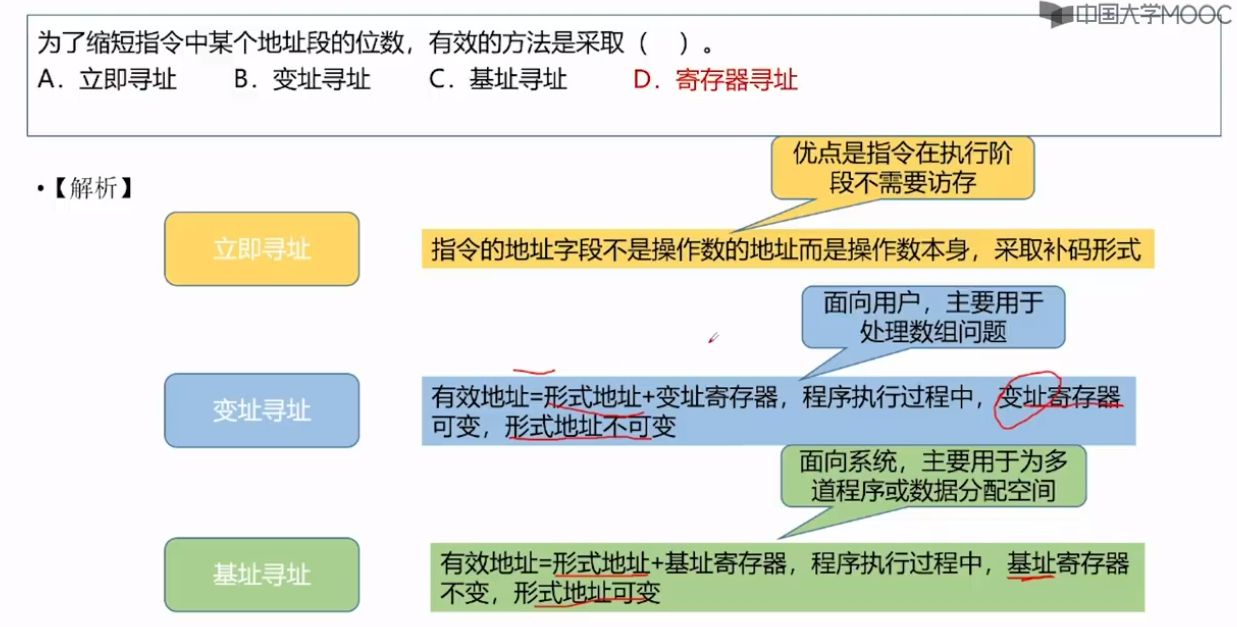 中国大学MOOC
为了缩短指令中某个地址段的位数，有效的方法是采取（ ）。
A．立即寻址 B．变址寻址 C．基址寻址 D．寄存器寻址
•【解析】
优点是指令在执行阶
段不需要访存
立即寻址
指令的地址字段不是操作数的地址而是操作数本身，采取补码形式
面向用户，主要用于
处理数组问题
变址寻址
有效地址=形式地址+变址寄存器，程序执行过程中，变址寄存器
可变，形式地址不可变
面向系统，主要用于为多
道程序或数据分配空间
基址寻址
有效地址=形式地址+基址寄存器，程序执行过程中，基址寄存器
不变，形式地址可变